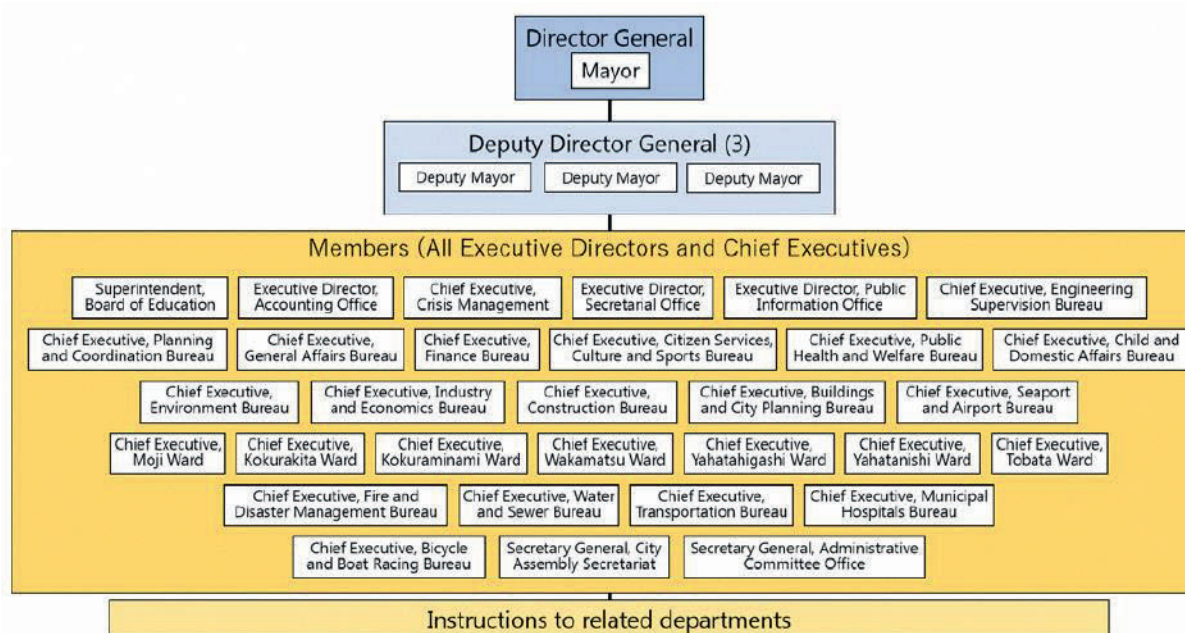 Director General
Mayor
Deputy Director General (3)
Deputy Mayor
Deputy Mayor
Deputy Mayor
Members (All Executive Directors and Chief Executives)
Superintendent,
Board of Education
Executive Director,
Accounting Office
Chief Executive,
Crisis Management
Executive Director,
Secretarial Office
Executive Director, Public
Information Office
Chief Executive, Engineering
Supervision Bureau
Chief Executive, Planning
and Coordination Bureau
Chief Executive,
General Affairs Bureau
Chief Executive,
Finance Bureau
Chief Executive, Citizen Services,
Culture and Sports Bureau
Chief Executive, Public
Health and Welfare Bureau
Chief Executive, Child and
Domestic Affairs Bureau
Chief Executive,
Environment Bureau
Chief Executive, Industry
and Economics Bureau
Chief Executive,
Construction Bureau
Chief Executive, Buildings
and City Planning Bureau
Chief Executive, Seaport
and Airport Bureau
Chief Executive,
Moji Ward
Chief Executive,
Kokurakita Ward
Chief Executive,
Kokuraminami Ward
Chief Executive,
Wakamatsu Ward
Chief Executive,
Yahatahigashi Ward
Chief Executive,
Yahatanishi Ward
Chief Executive,
Tobata Ward
Chief Executive, Fire and
Disaster Management Bureau
Chief Executive, Water
and Sewer Bureau
Chief Executive,
Transportation Bureau
Chief Executive, Municipal
Hospitals Bureau
Chief Executive, Bicycle
and Boat Racing Bureau
Secretary General, City
Assembly Secretariat
Secretary General, Administrative
Committee Office
Instructions to related departments